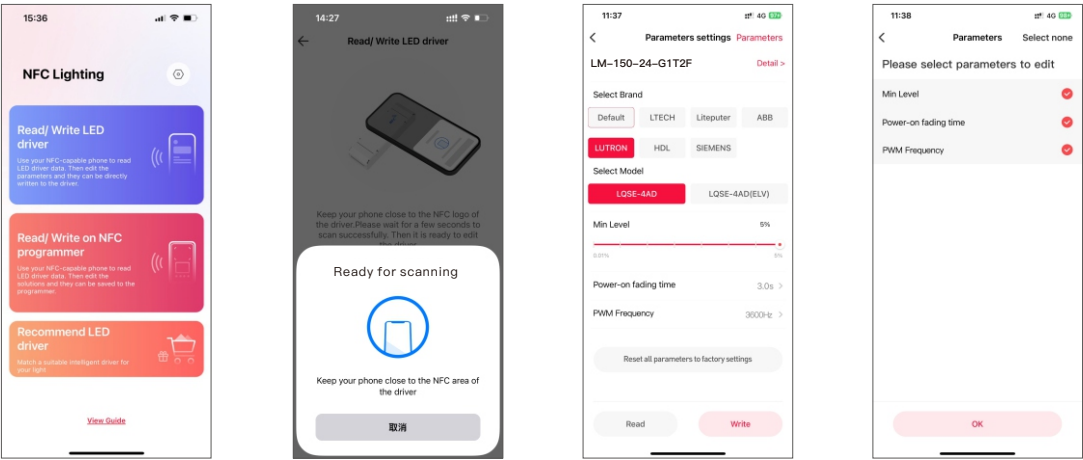 15:36
NFC Lighting
Read/ Write LED
driver
Use your NFC-capable phone to read
LED driver data. Then edit the
parameters and they can be directly
written to the driver.
Read/ Write on NFC
programmer
Use your NFC-capable phone to read
LED driver data. Then edit the
solutions and they can be saved to the
programmer.
Recommend LED
driver
Match a suitable intelligent driver for
your light
View Guide
14:27
Read/ Write LED driver
Keep your phone close to the NFC logo of
the driver.Please wait for a few seconds to
scan successfully. Then it is ready to edit
the driver
Ready for scanning
Keep your phone close to the NFC area of
the driver
取消
11:37
4G
Parameters settings Parameters
LM-150-24-G1T2F Detail >
Select Brand
Default LTECH Liteputer ABB
LUTRON HDL SIEMENS
Select Model
LQSE-4AD LQSE-4AD(ELV)
Min Level 5%
0.01% 5%
Power-on fading time 3.0s >
PWM Frequency 3600Hz >
Reset all parameters to factory settings
Read Write
11:38
4G
Parameters Select none
Please select parameters to edit
Min Level
Power-on fading time
PWM Frequency
OK